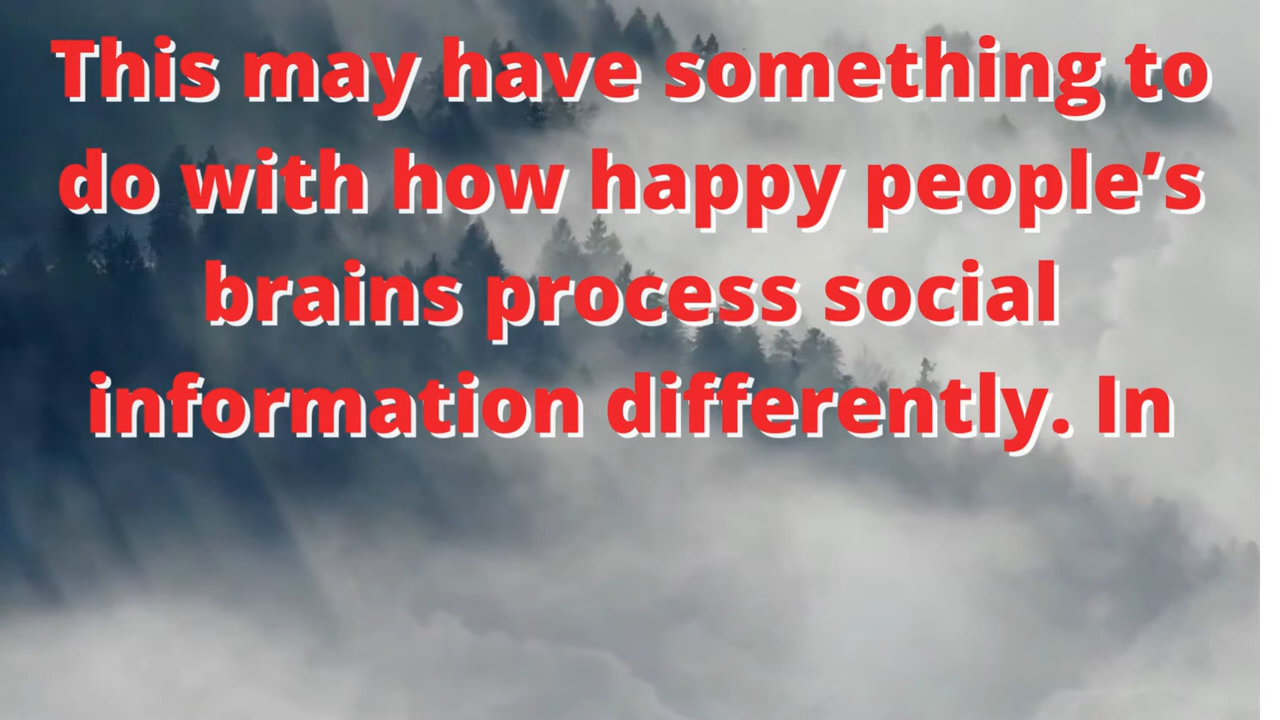 This may have something to
do with how happy people’s
brains process social
information differently. In